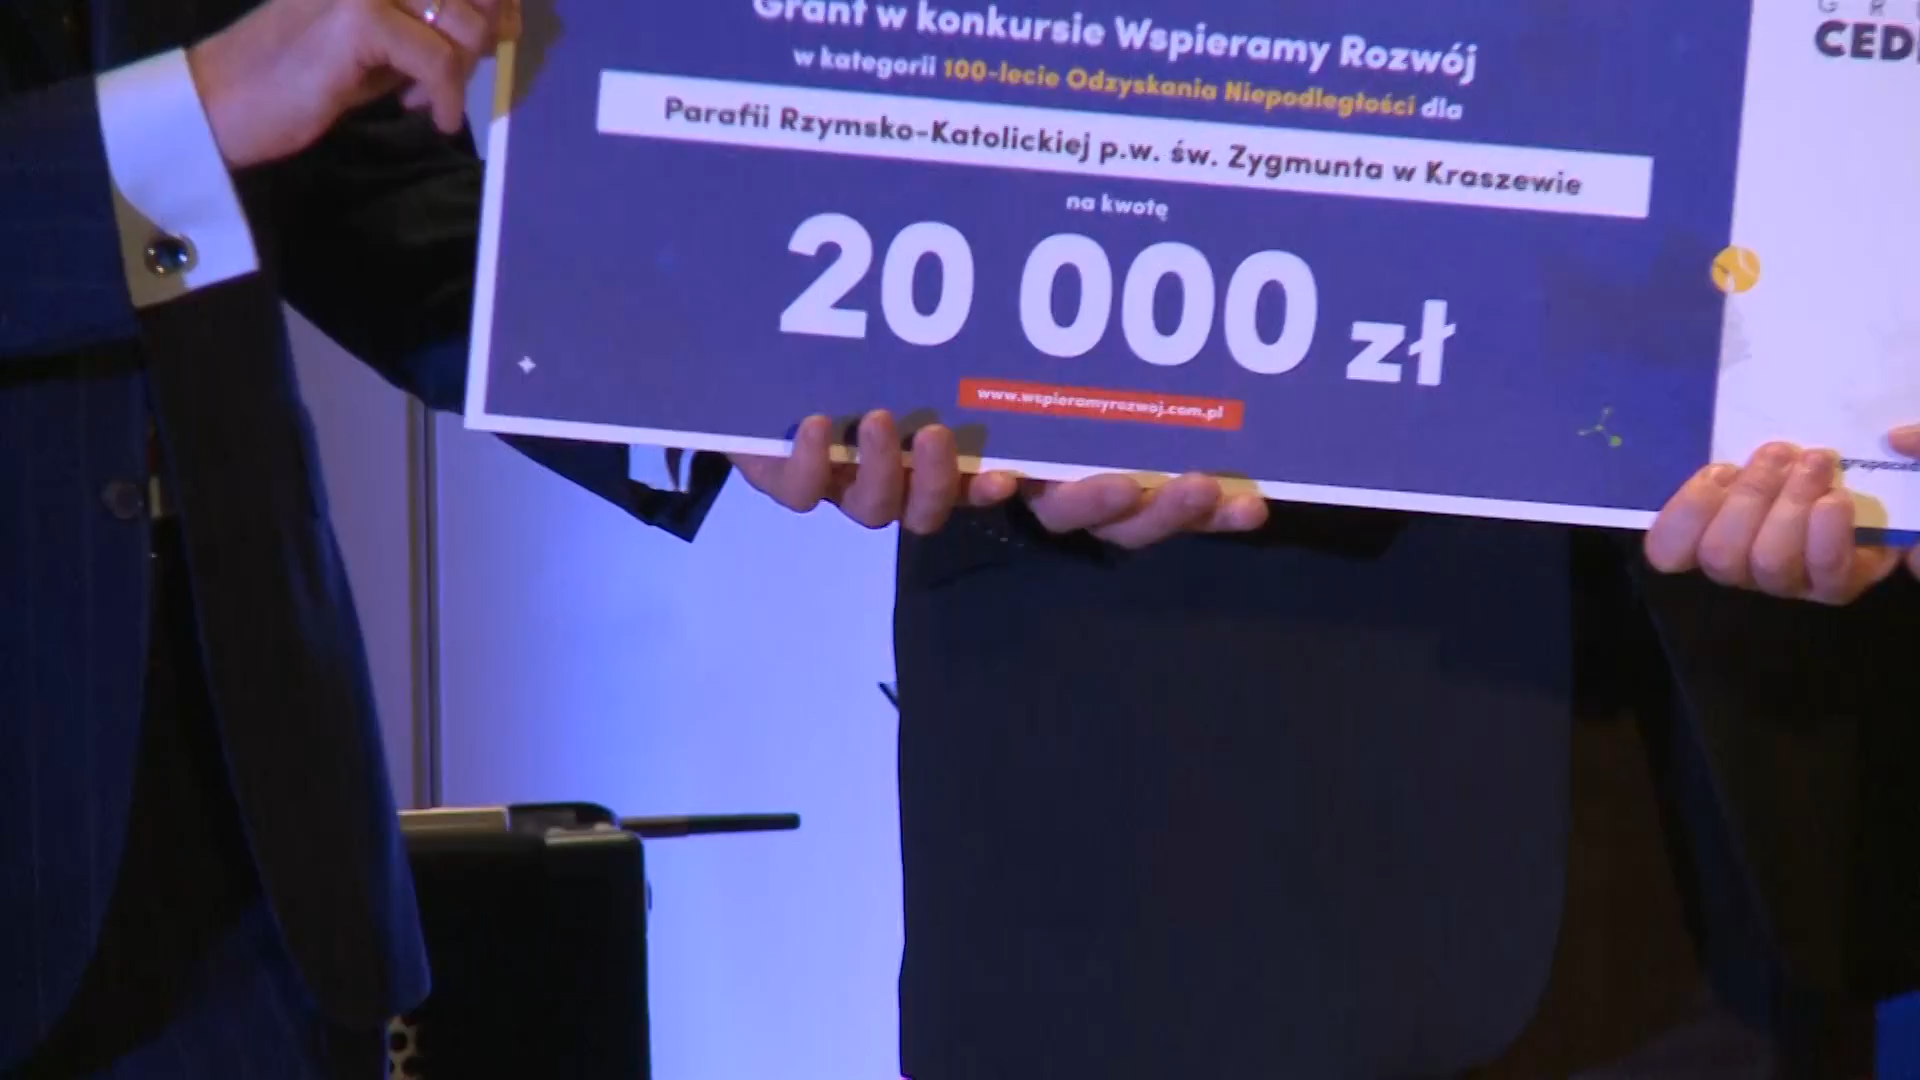 Grant w konkursie Wspieramy Rozwój
w kategorii 100-lecie Odzyskania Niepodległości dla
Parafii Rzymsko-Katolickiej p.w. św. Zygmunta w Kraszewie
na kwotę
20 000 zł
www.wspieramyrozwoj.com.pl